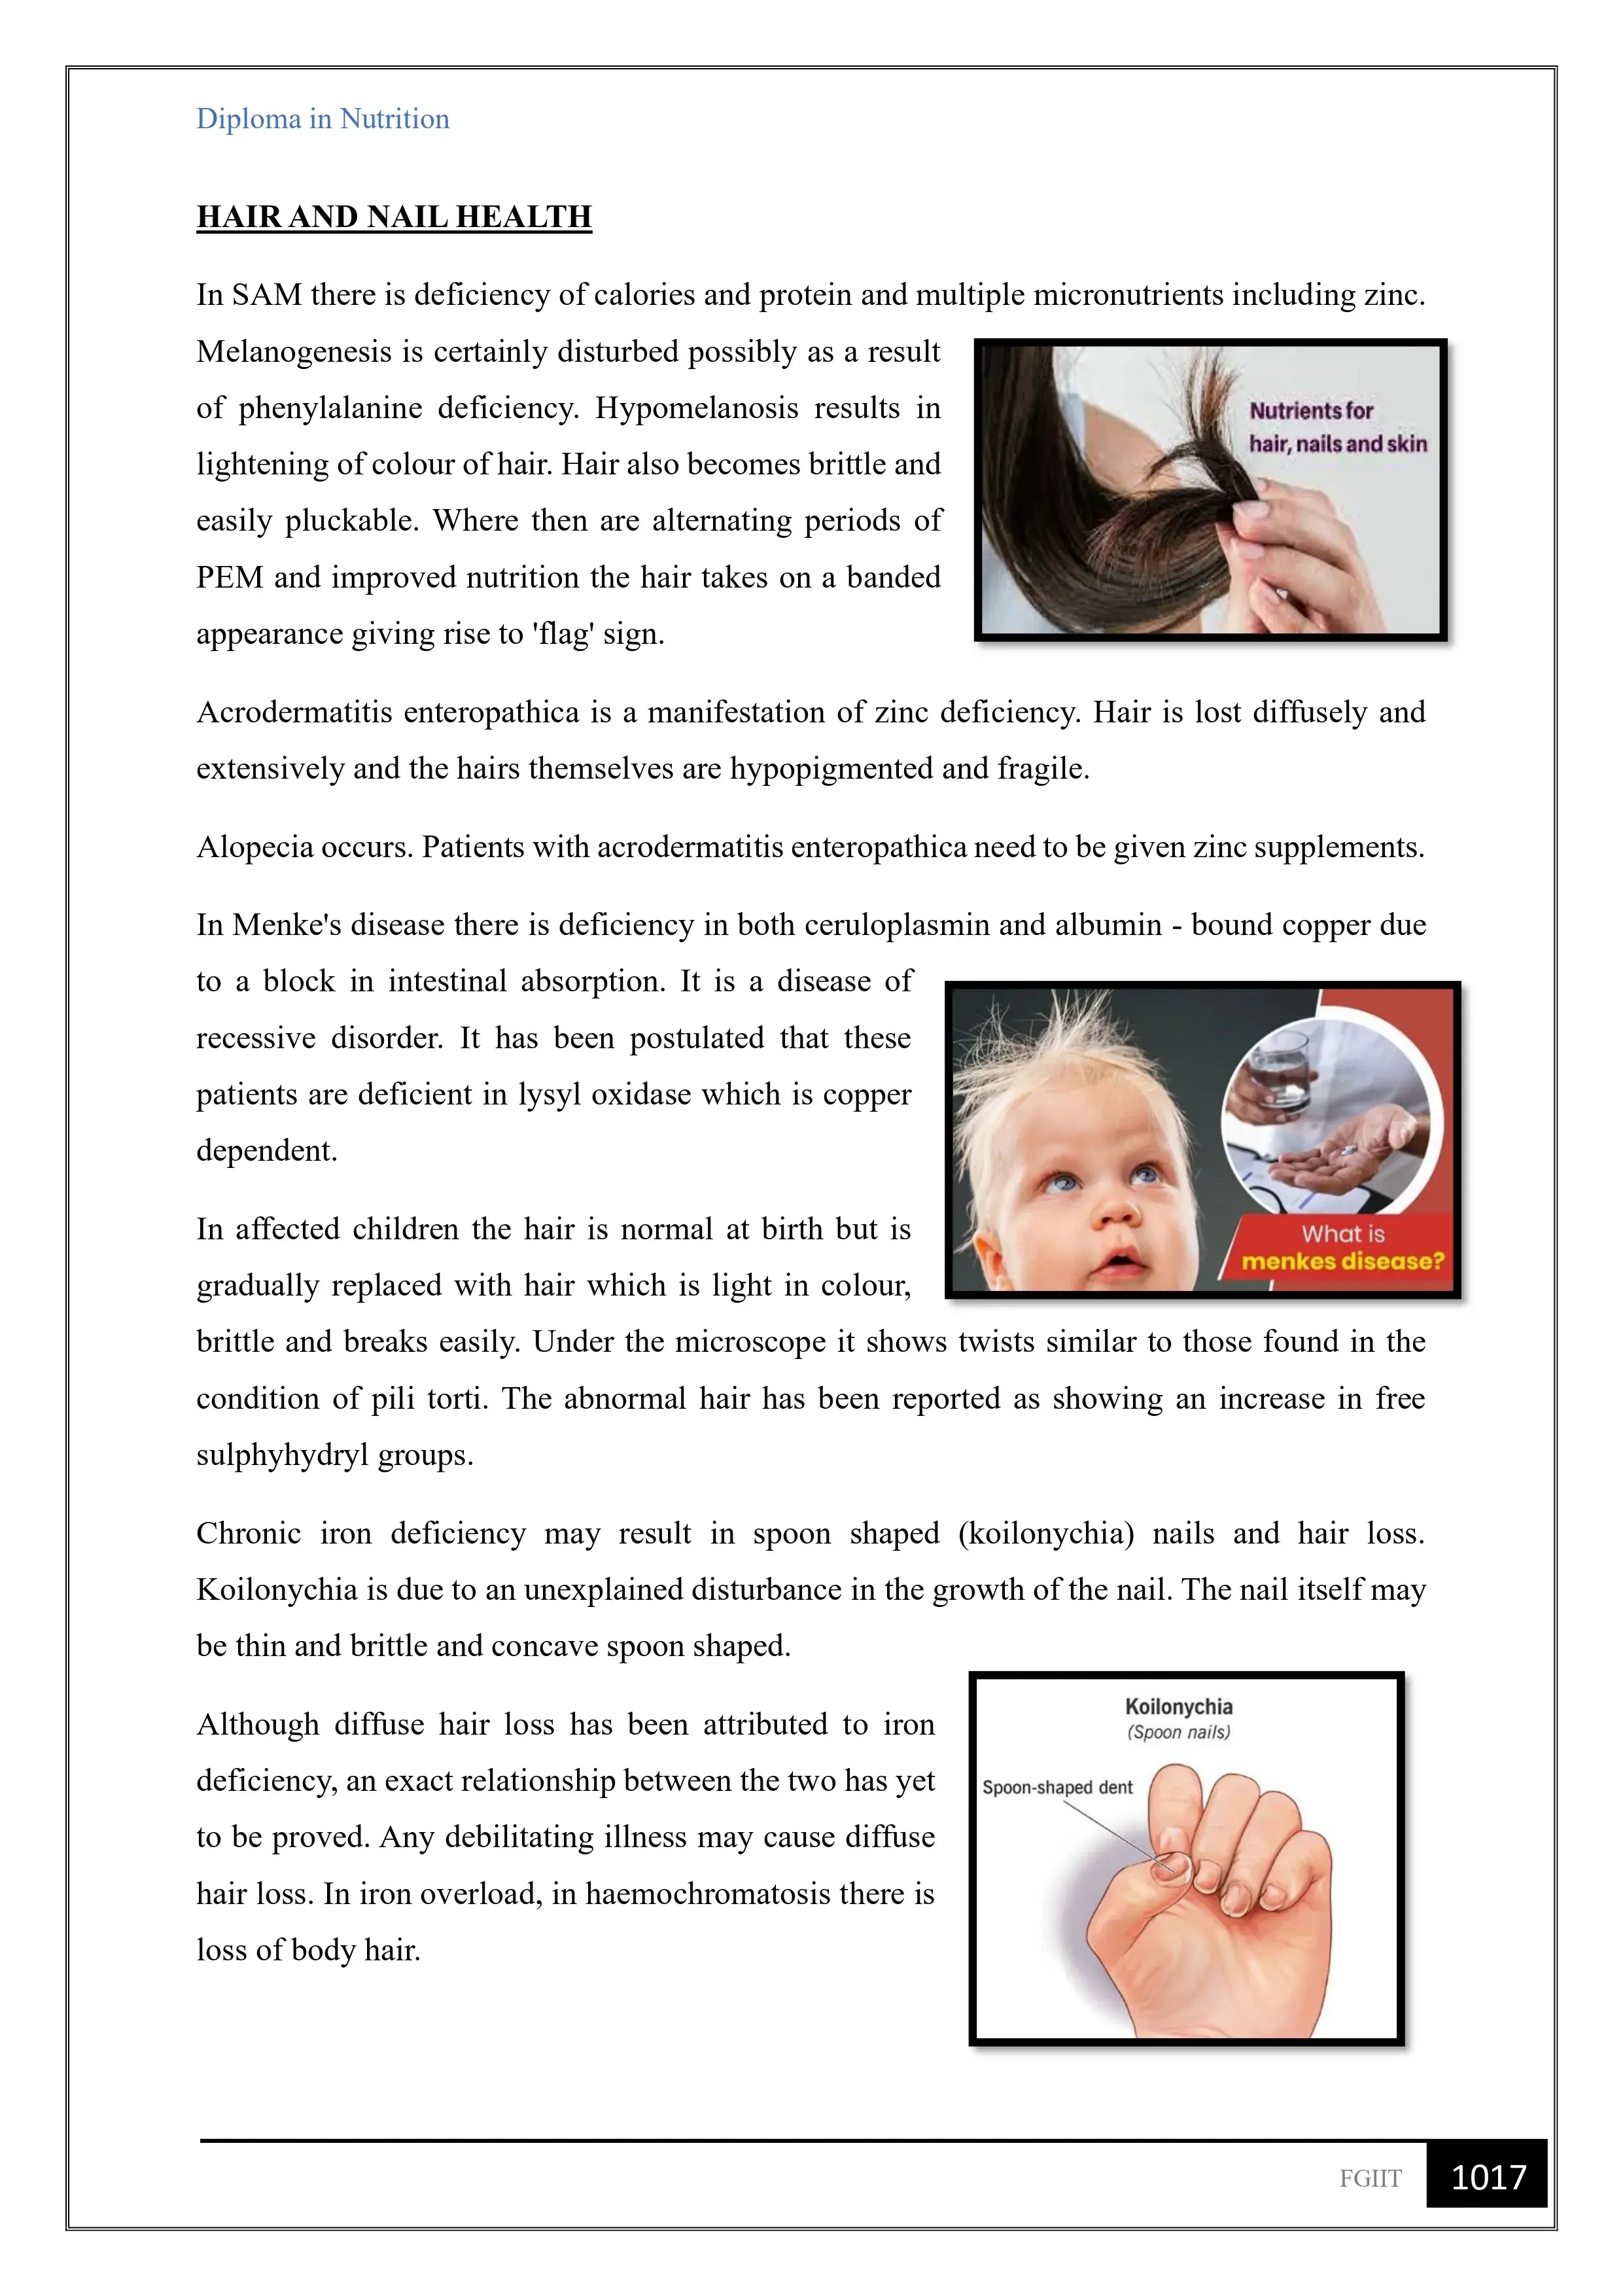 Diploma in Nutrition
HAIR AND NAIL HEALTH
In SAM there is deficiency of calories and protein and multiple micronutrients including zinc.
Melanogenesis is certainly disturbed possibly as a result
of phenylalanine deficiency. Hypomelanosis results in
lightening of colour of hair. Hair also becomes brittle and
easily pluckable. Where then are alternating periods of
PEM and improved nutrition the hair takes on a banded
appearance giving rise to 'flag' sign.
Nutrients for
hair, nails and skin
Acrodermatitis enteropathica is a manifestation of zinc deficiency. Hair is lost diffusely and
extensively and the hairs themselves are hypopigmented and fragile.
Alopecia occurs. Patients with acrodermatitis enteropathica need to be given zinc supplements.
In Menke's disease there is deficiency in both ceruloplasmin and albumin - bound copper due
to a block in intestinal absorption. It is a disease of
recessive disorder. It has been postulated that these
patients are deficient in lysyl oxidase which is copper
dependent.
What is
menkes disease?
In affected children the hair is normal at birth but is
gradually replaced with hair which is light in colour,
brittle and breaks easily. Under the microscope it shows twists similar to those found in the
condition of pili torti. The abnormal hair has been reported as showing an increase in free
sulphyhydryl groups.
Chronic iron deficiency may result in spoon shaped (koilonychia) nails and hair loss.
Koilonychia is due to an unexplained disturbance in the growth of the nail. The nail itself may
be thin and brittle and concave spoon shaped.
Although diffuse hair loss has been attributed to iron
deficiency, an exact relationship between the two has yet
to be proved. Any debilitating illness may cause diffuse
hair loss. In iron overload, in haemochromatosis there is
loss of body hair.
Koilonychia
(Spoon nails)
Spoon-shaped dent
FGIIT
1017